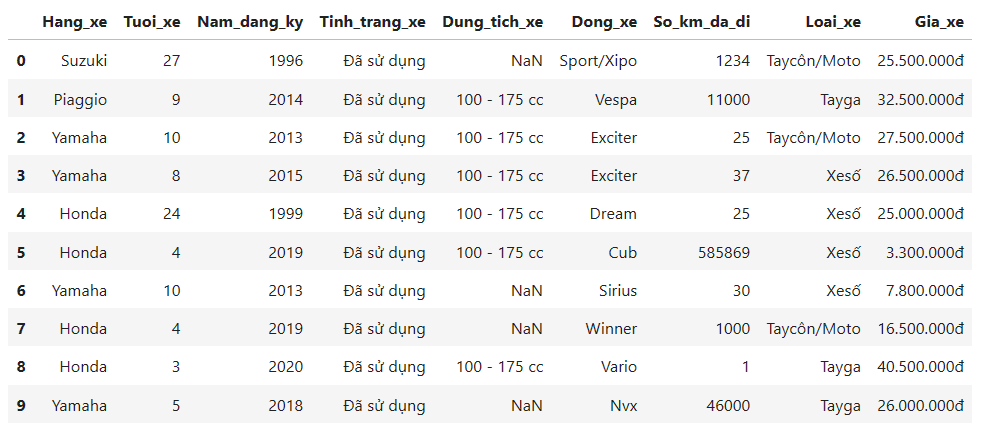 Hang_xe Tuoi_xe Nam_dang_ky Tinh_trang_xe Dung_tich_xe Dong_xe So_km_da_di Loai_xe Gia_xe
0 Suzuki 27 1996 Đã sử dụng NaN Sport/Xipo 1234 Taycôn/Moto 25.500.000đ
1 Piaggio 9 2014 Đã sử dụng 100 - 175 cc Vespa 11000 Tayga 32.500.000đ
2 Yamaha 10 2013 Đã sử dụng 100 - 175 cc Exciter 25 Taycôn/Moto 27.500.000đ
3 Yamaha 8 2015 Đã sử dụng 100 - 175 cc Exciter 37 Xesố 26.500.000đ
4 Honda 24 1999 Đã sử dụng 100 - 175 cc Dream 25 Xesố 25.000.000đ
5 Honda 4 2019 Đã sử dụng 100 - 175 cc Cub 585869 Xesố 3.300.000đ
6 Yamaha 10 2013 Đã sử dụng NaN Sirius 30 Xesố 7.800.000đ
7 Honda 4 2019 Đã sử dụng NaN Winner 1000 Taycôn/Moto 16.500.000đ
8 Honda 3 2020 Đã sử dụng 100 - 175 cc Vario 1 Tayga 40.500.000đ
9 Yamaha 5 2018 Đã sử dụng NaN Nvx 46000 Tayga 26.000.000đ